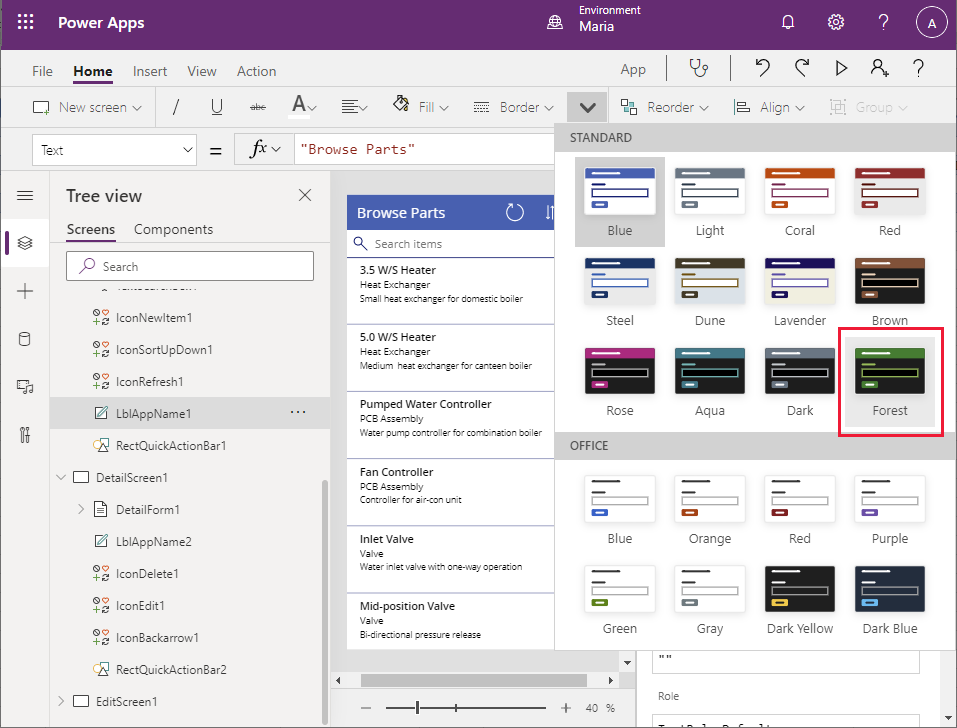 Power Apps
Environment
Maria
A
File
Home
Insert
View
Action
App
New screen
abc
A
Fill
Border
Reorder
Align
Group
Text
=
fx
"Browse Parts"
Tree view
Screens
Components
Search
IconNewItem1
IconSortUpDown1
IconRefresh1
LblAppName1
RectQuickActionBar1
DetailScreen1
DetailForm1
LblAppName2
IconDelete1
IconEdit1
IconBackarrow1
RectQuickActionBar2
EditScreen1
Browse Parts
Search items
3.5 W/S Heater
Heat Exchanger
Small heat exchanger for domestic boiler
5.0 W/S Heater
Heat Exchanger
Medium heat exchanger for canteen boiler
Pumped Water Controller
PCB Assembly
Water pump controller for combination boiler
Fan Controller
PCB Assembly
Controller for air-con unit
Inlet Valve
Valve
Water inlet valve with one-way operation
Mid-position Valve
Valve
Bi-directional pressure release
40 %
STANDARD
Blue
Light
Coral
Red
Steel
Dune
Lavender
Brown
Rose
Aqua
Dark
Forest
OFFICE
Blue
Orange
Red
Purple
Green
Gray
Dark Yellow
Dark Blue
""
Role